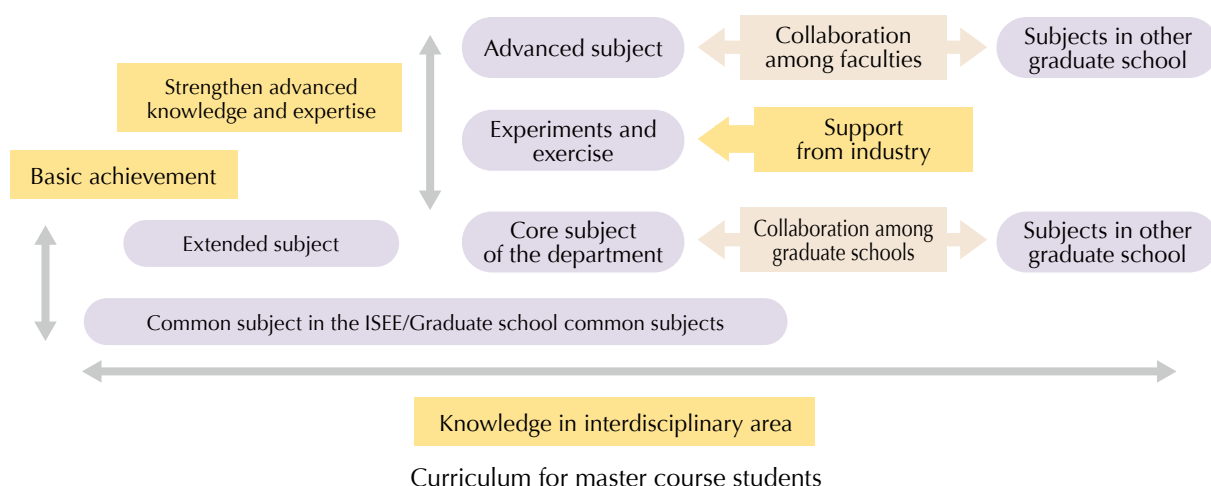 Advanced subject
Collaboration
among faculties
Subjects in other
graduate school
Strengthen advanced
knowledge and expertise
Experiments and
exercise
Support
from industry
Basic achievement
Extended subject
Core subject
of the department
Collaboration among
graduate schools
Subjects in other
graduate school
Common subject in the ISEE/Graduate school common subjects
Knowledge in interdisciplinary area
Curriculum for master course students